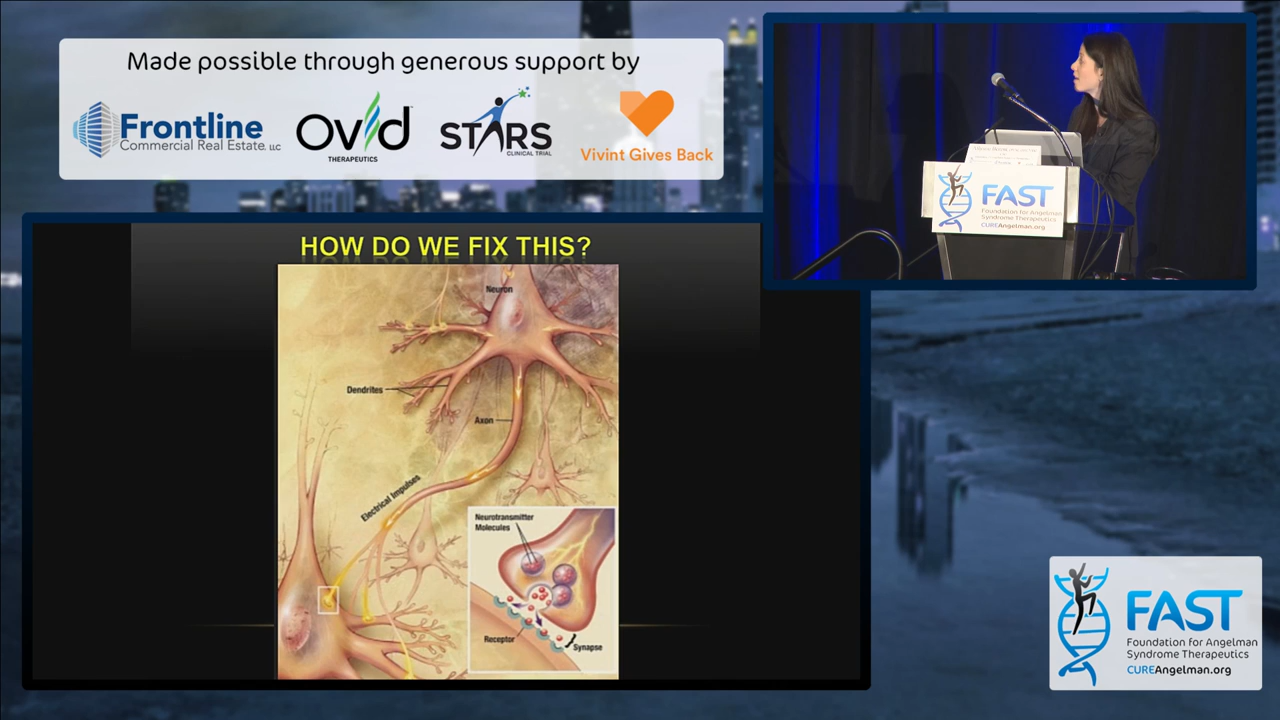 Made possible through generous support by
Frontline
Commercial Real Estate, LLC
OVID
THERAPEUTICS
STARS
CLINICAL TRIAL
Vivint Gives Back
FAST
Foundation for Angelman
Syndrome Therapeutics
CUREAngelman.org
HOW DO WE FIX THIS?
Neuron
Dendrites
Axon
Electrical Impulses
Neurotransmitter
Molecules
Receptor
Synapse
FAST
Foundation for Angelman
Syndrome Therapeutics
CUREAngelman.org